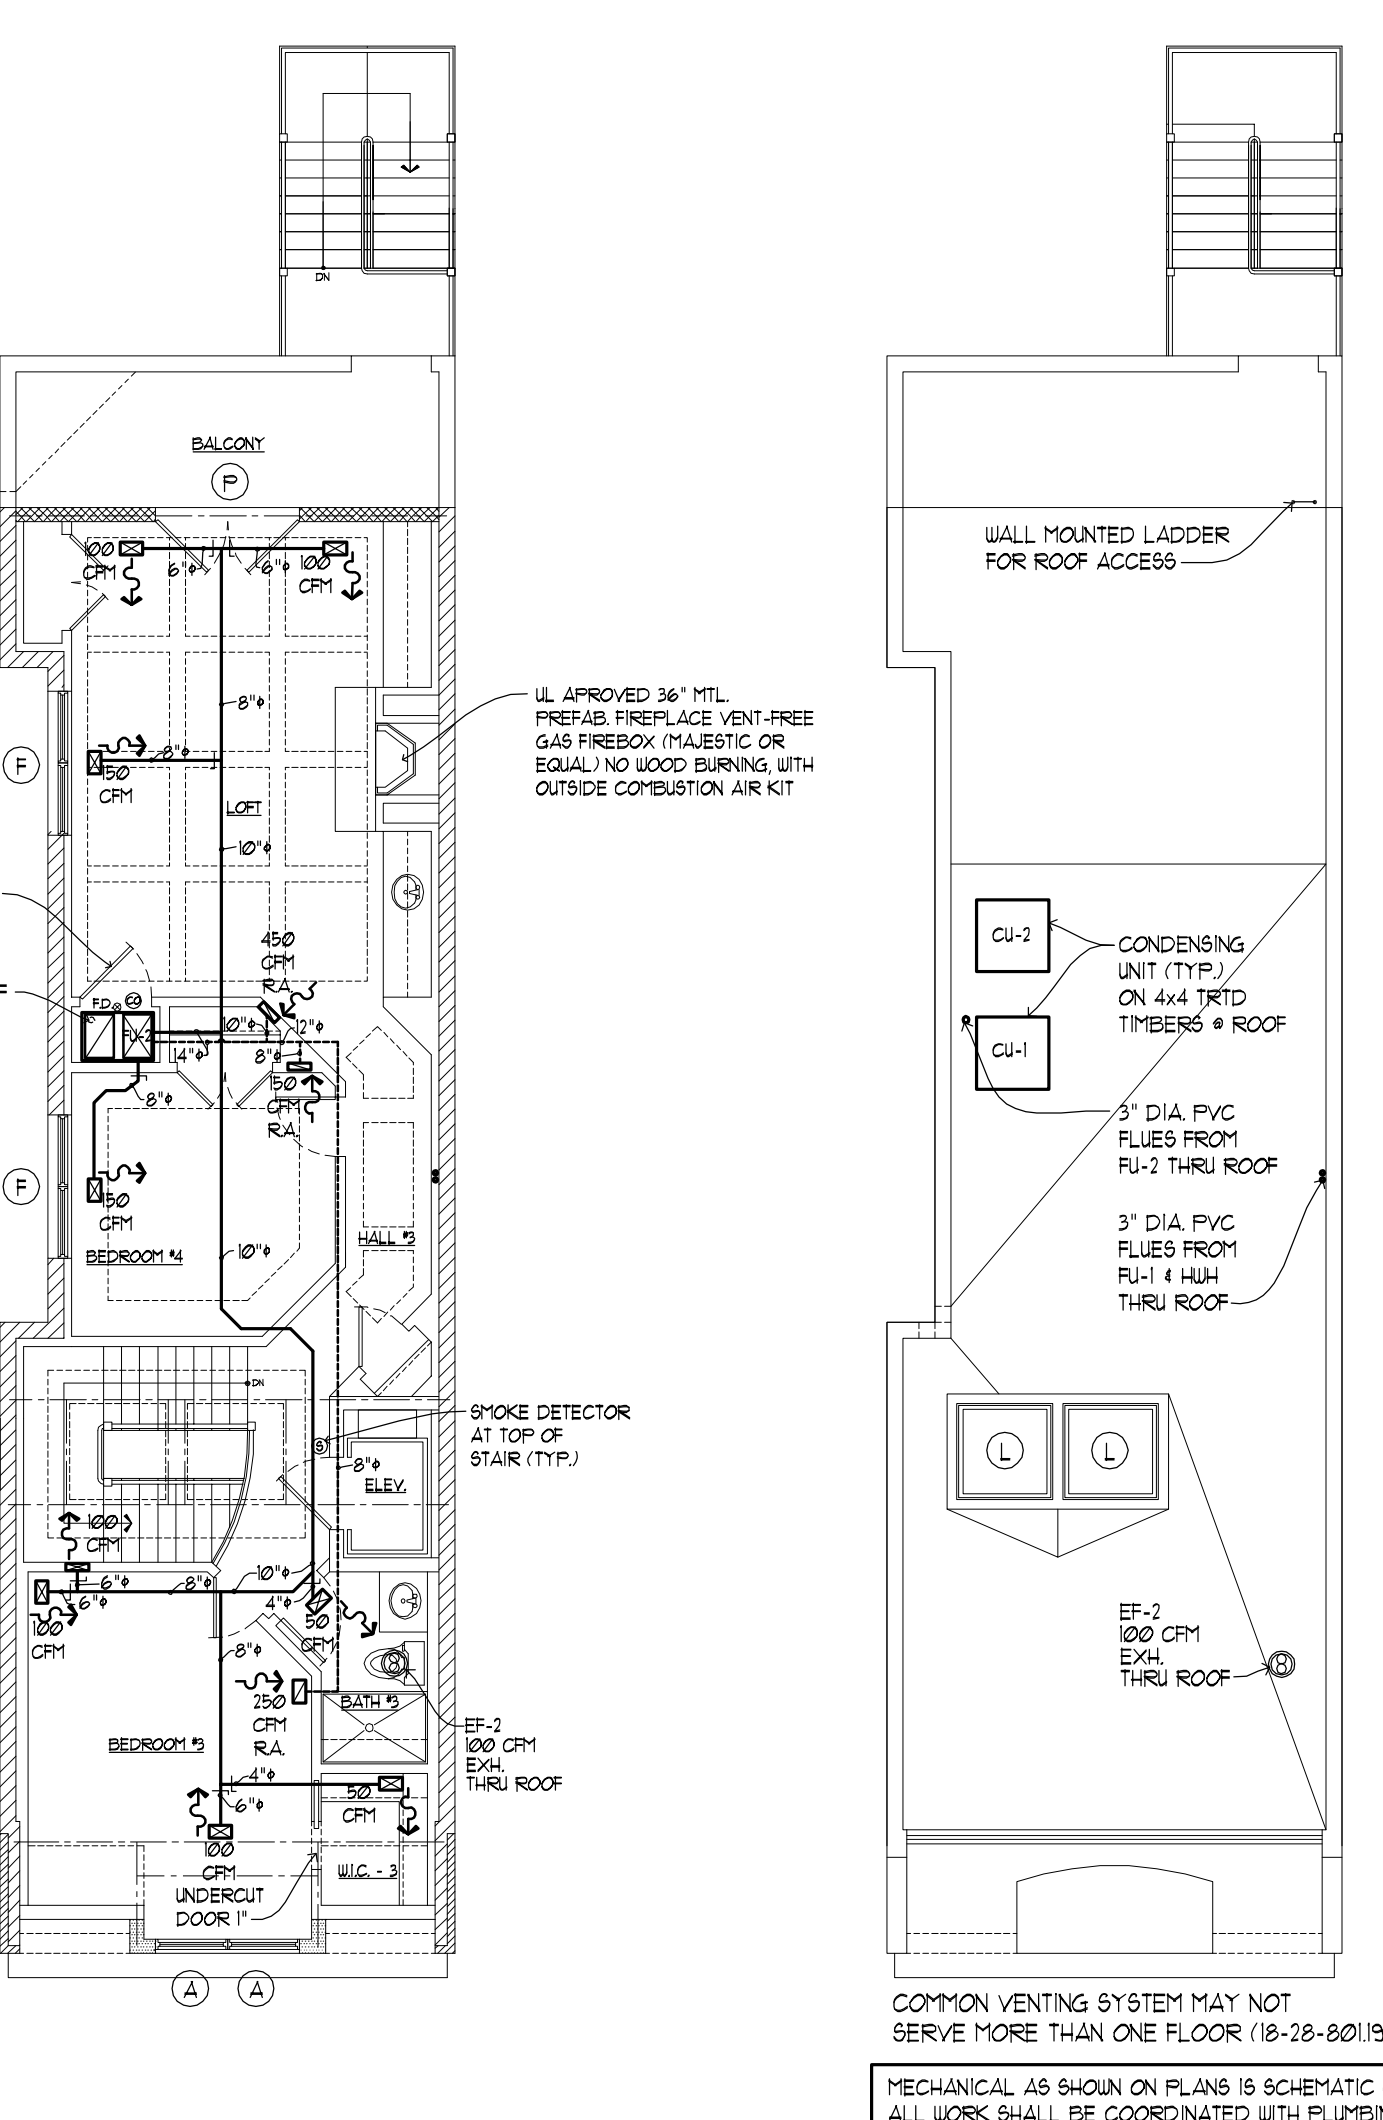 DN
BALCONY
P
100
CFM
6"ø
6"ø
100
CFM
8"ø
8"ø
150
CFM
F
LOFT
10"ø
UL APROVED 36" MTL.
PREFAB. FIREPLACE VENT-FREE
GAS FIREBOX (MAJESTIC OR
EQUAL) NO WOOD BURNING, WITH
OUTSIDE COMBUSTION AIR KIT
450
CFM
R.A.
F.D.
CO
FU-2
10"ø
12"ø
14"ø
8"ø
150
CFM
R.A.
8"ø
F
150
CFM
BEDROOM #4
10"ø
HALL #3
DN
S
SMOKE DETECTOR
AT TOP OF
STAIR (TYP.)
8"ø
ELEV.
100
CFM
6"ø
8"ø
10"ø
6"ø
4"ø
100
CFM
50
CFM
8"ø
250
CFM
R.A.
BATH #3
BEDROOM #3
EF-2
100 CFM
EXH.
THRU ROOF
4"ø
6"ø
50
CFM
100
CFM
W.I.C. - 3
UNDERCUT
DOOR 1"
A
A
WALL MOUNTED LADDER
FOR ROOF ACCESS
CU-2
CONDENSING
UNIT (TYP.)
ON 4x4 TRTD
TIMBERS @ ROOF
CU-1
3" DIA. PVC
FLUES FROM
FU-2 THRU ROOF
3" DIA. PVC
FLUES FROM
FU-1 & HWH
THRU ROOF
L
L
EF-2
100 CFM
EXH.
THRU ROOF
COMMON VENTING SYSTEM MAY NOT
SERVE MORE THAN ONE FLOOR (18-28-801.19
MECHANICAL AS SHOWN ON PLANS IS SCHEMATIC
ALL WORK SHALL BE COORDINATED WITH PLUMBIN